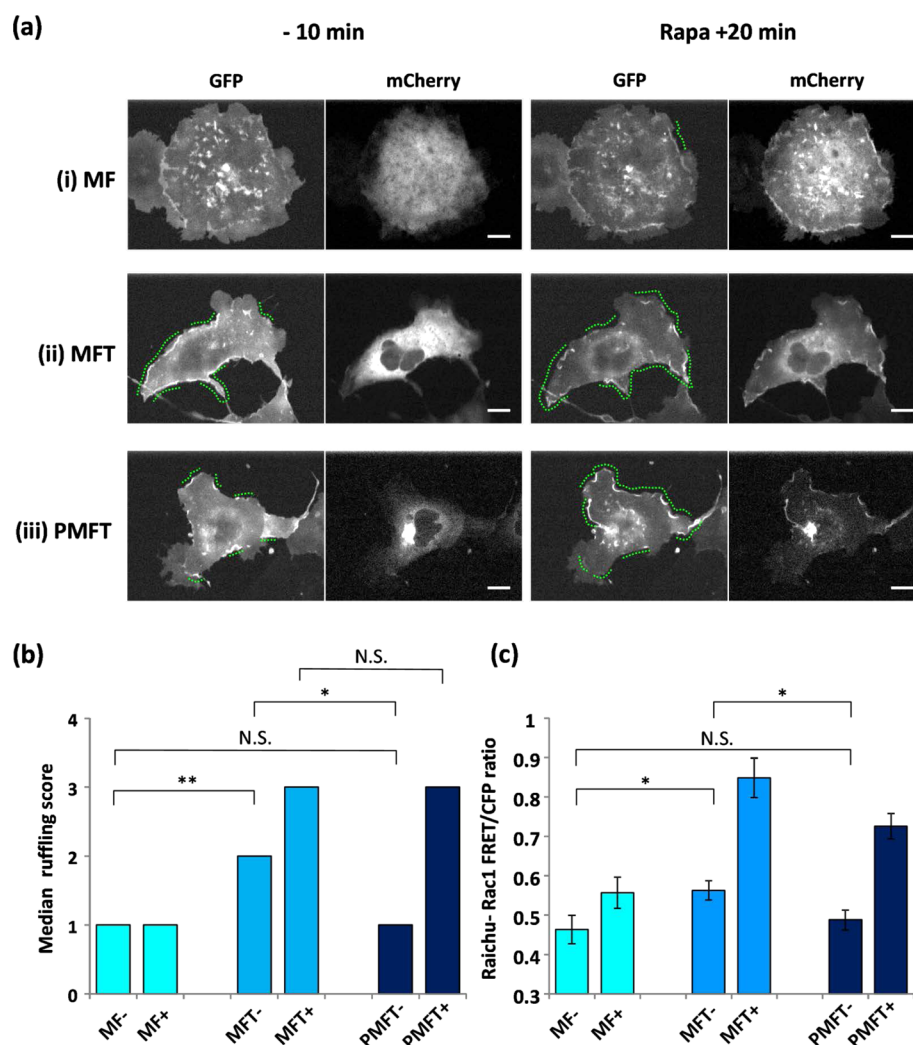 (a)
- 10 min Rapa +20 min
GFP mCherry GFP mCherry
(i) MF
(ii) MFT
(iii) PMFT
(b)
N.S.
*
N.S.
**
Median ruffling score
4
3
2
1
0
MF- MF+ MFT- MFT+ PMFT- PMFT+
(c)
*
N.S.
*
Raichu- Rac1 FRET/CFP ratio
1
0.9
0.8
0.7
0.6
0.5
0.4
0.3
MF- MF+ MFT- MFT+ PMFT- PMFT+